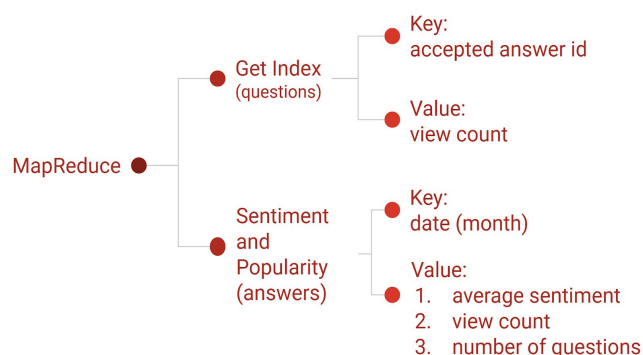 MapReduce
Get Index
(questions)
Key:
accepted answer id
Value:
view count
Sentiment
and
Popularity
(answers)
Key:
date (month)
Value:
1. average sentiment
2. view count
3. number of questions